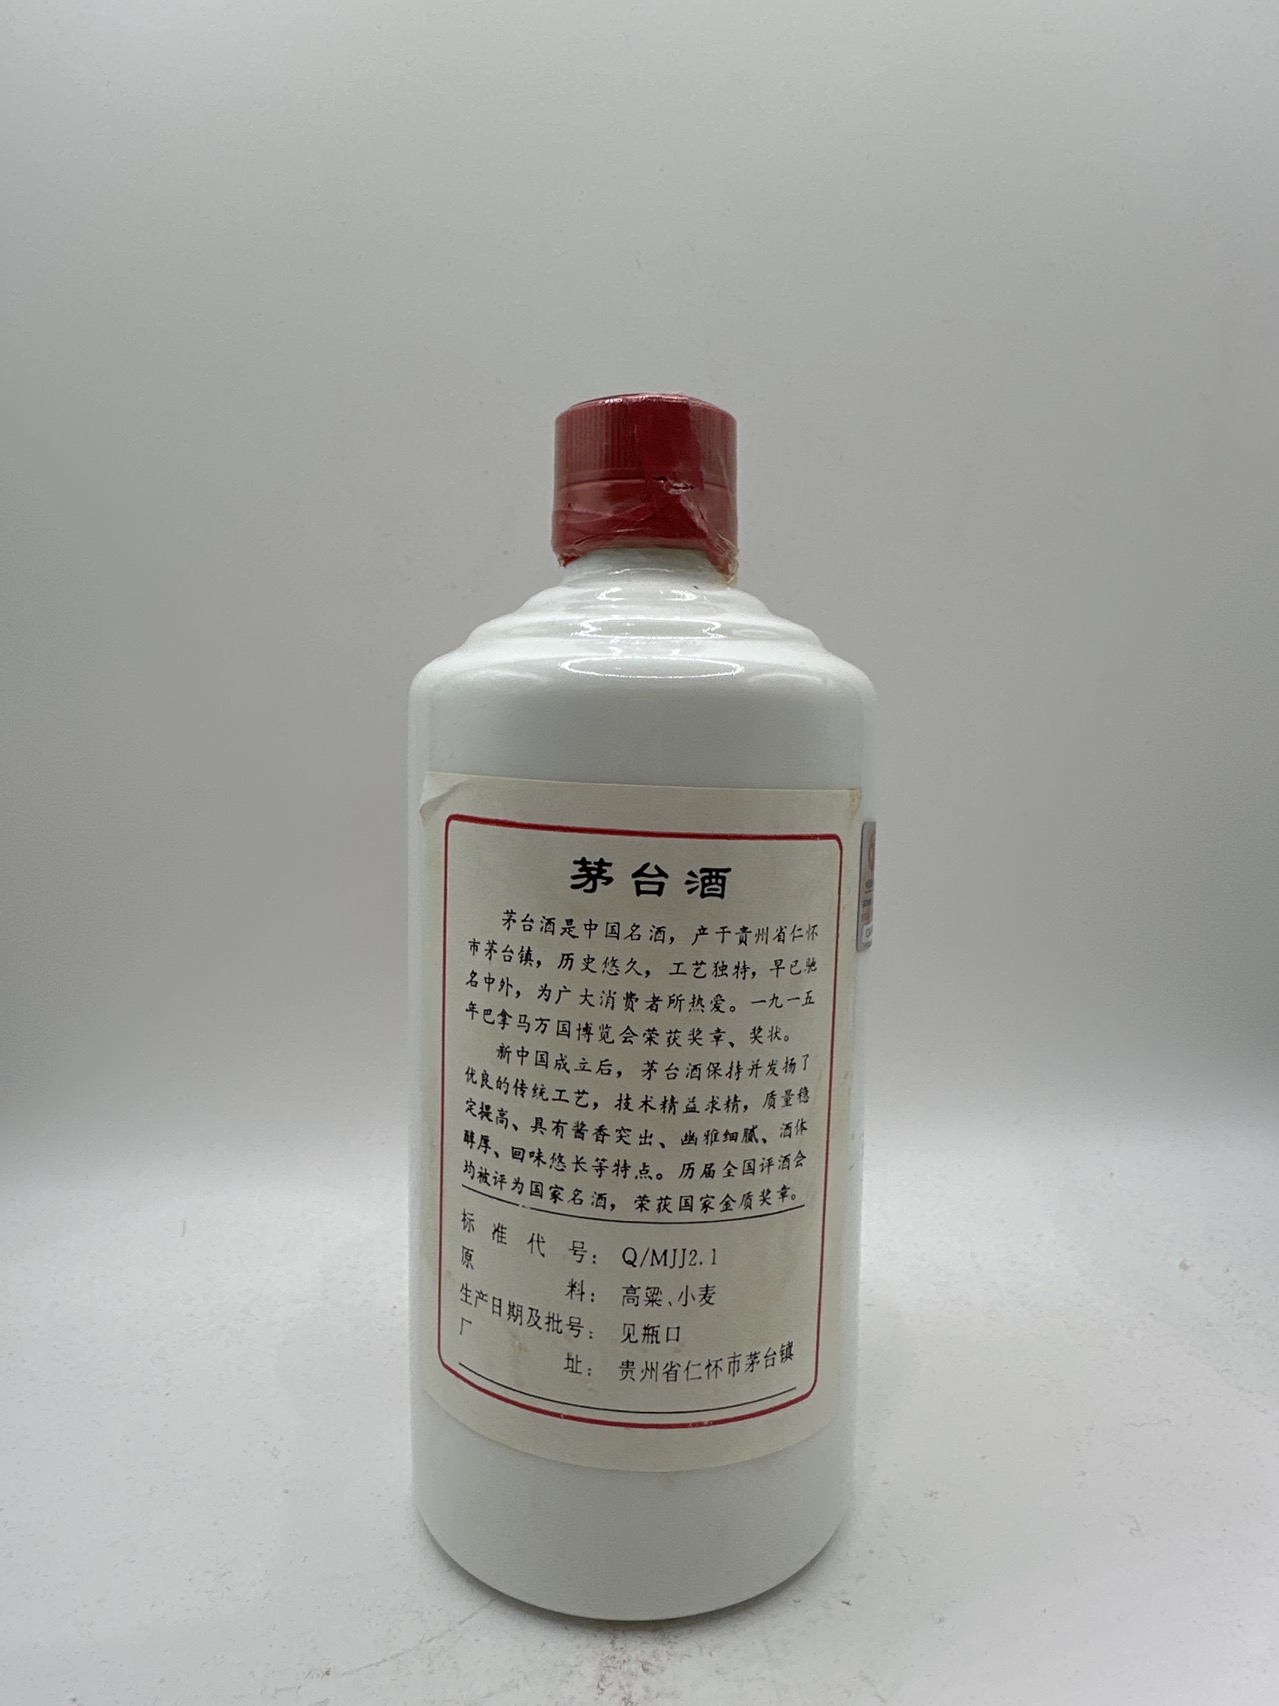 茅台酒
茅台酒是中国名酒，产于贵州省仁怀
市茅台镇，历史悠久，工艺独特，早已驰
名中外，为广大消费者所热爱。一九一五
年巴拿马万国博览会荣获奖章、奖状。
新中国成立后，茅台酒保持并发扬了
优良的传统工艺，技术精益求精，质量稳
定提高、具有酱香突出、幽雅细腻、酒体
醇厚、回味悠长等特点。历届全国评酒会
均被评为国家名酒，荣获国家金质奖章。
标准代号：Q/MJJ2.1
原料：高粱、小麦
生产日期及批号：见瓶口
厂址：贵州省仁怀市茅台镇